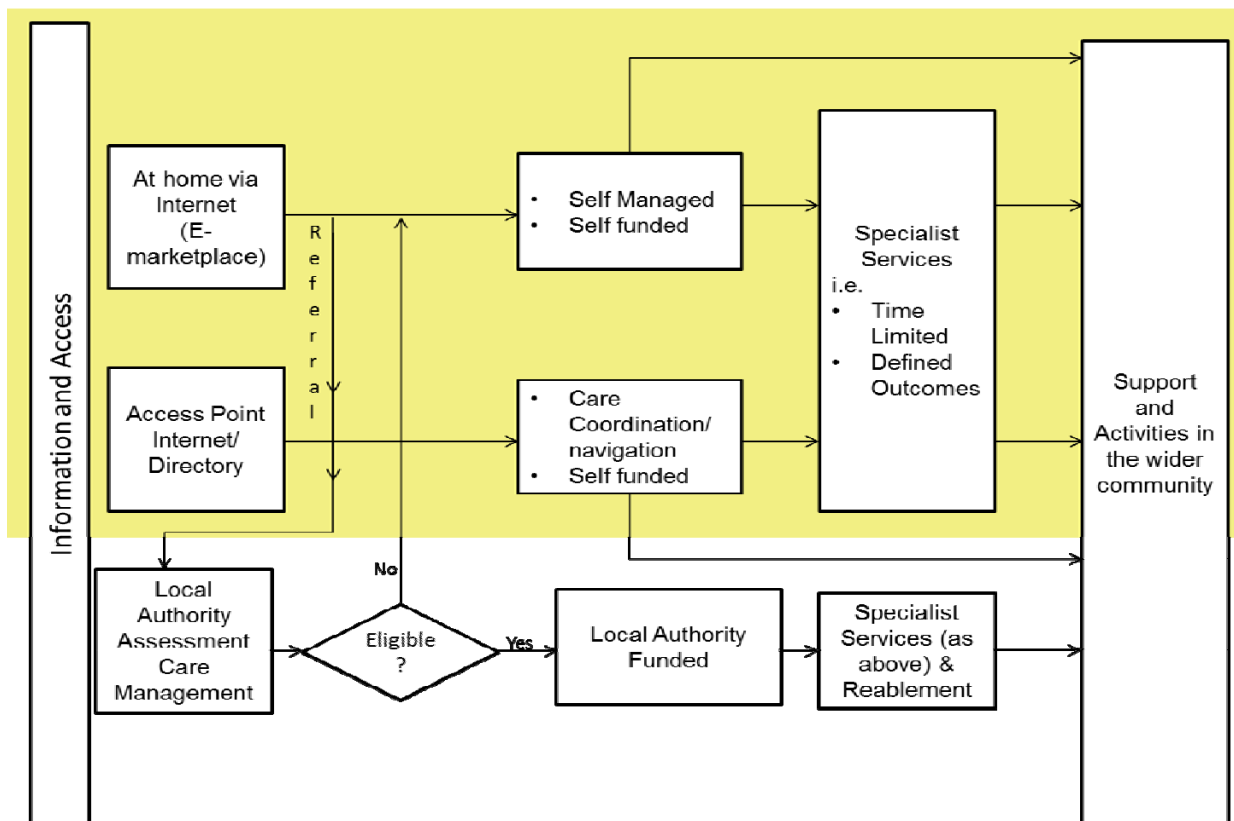 Information and Access
At home via
Internet
(E-
marketplace)
Referral
• Self Managed
• Self funded
Specialist
Services
i.e.
• Time
Limited
• Defined
Outcomes
Access Point
Internet/
Directory
• Care
Coordination/
navigation
• Self funded
Support
and
Activities in
the wider
community
Local
Authority
Assessment
Care
Management
No
Eligible
?
Yes
Local Authority
Funded
Specialist
Services (as
above) &
Reablement